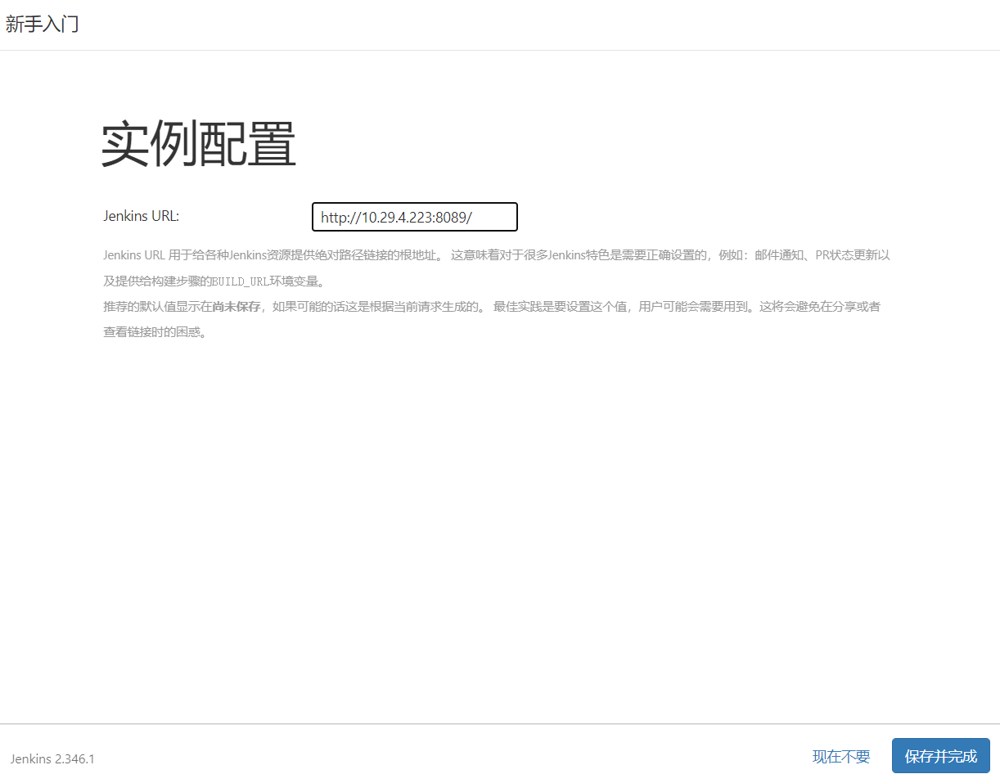 新手入门
实例配置
Jenkins URL:
http://10.29.4.223:8089/
Jenkins URL 用于给各种Jenkins资源提供绝对路径链接的根地址。 这意味着对于很多Jenkins特色是需要正确设置的，例如：邮件通知、PR状态更新以
及提供给构建步骤的BUILD_URL环境变量。
推荐的默认值显示在尚未保存，如果可能的话这是根据当前请求生成的。 最佳实践是要设置这个值，用户可能会需要用到。这将会避免在分享或者
查看链接时的困惑。
Jenkins 2.346.1
现在不要
保存并完成